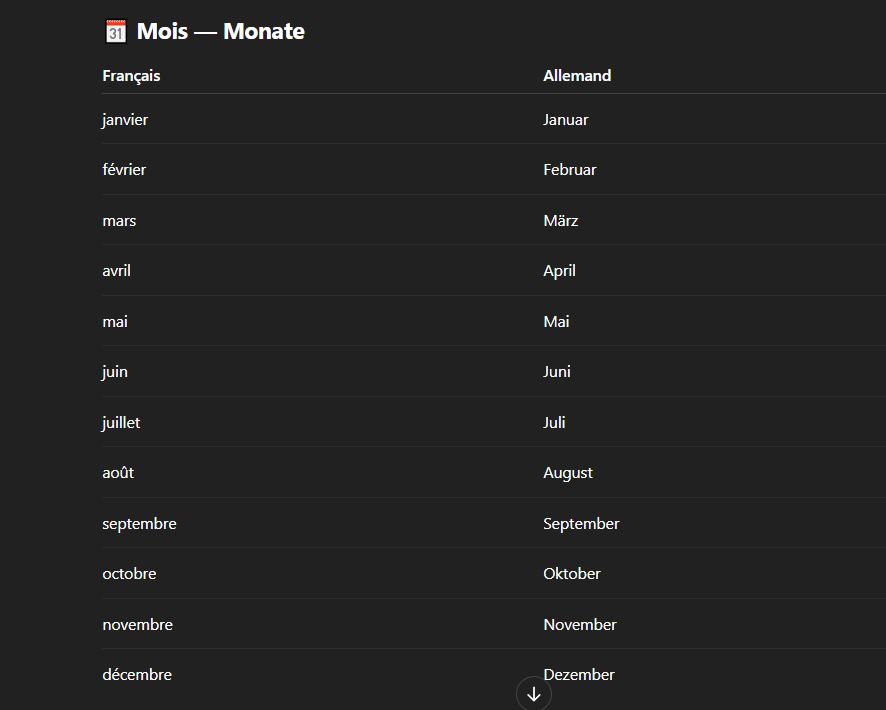 31 Mois — Monate
Français Allemand
janvier Januar
février Februar
mars März
avril April
mai Mai
juin Juni
juillet Juli
août August
septembre September
octobre Oktober
novembre November
décembre Dezember